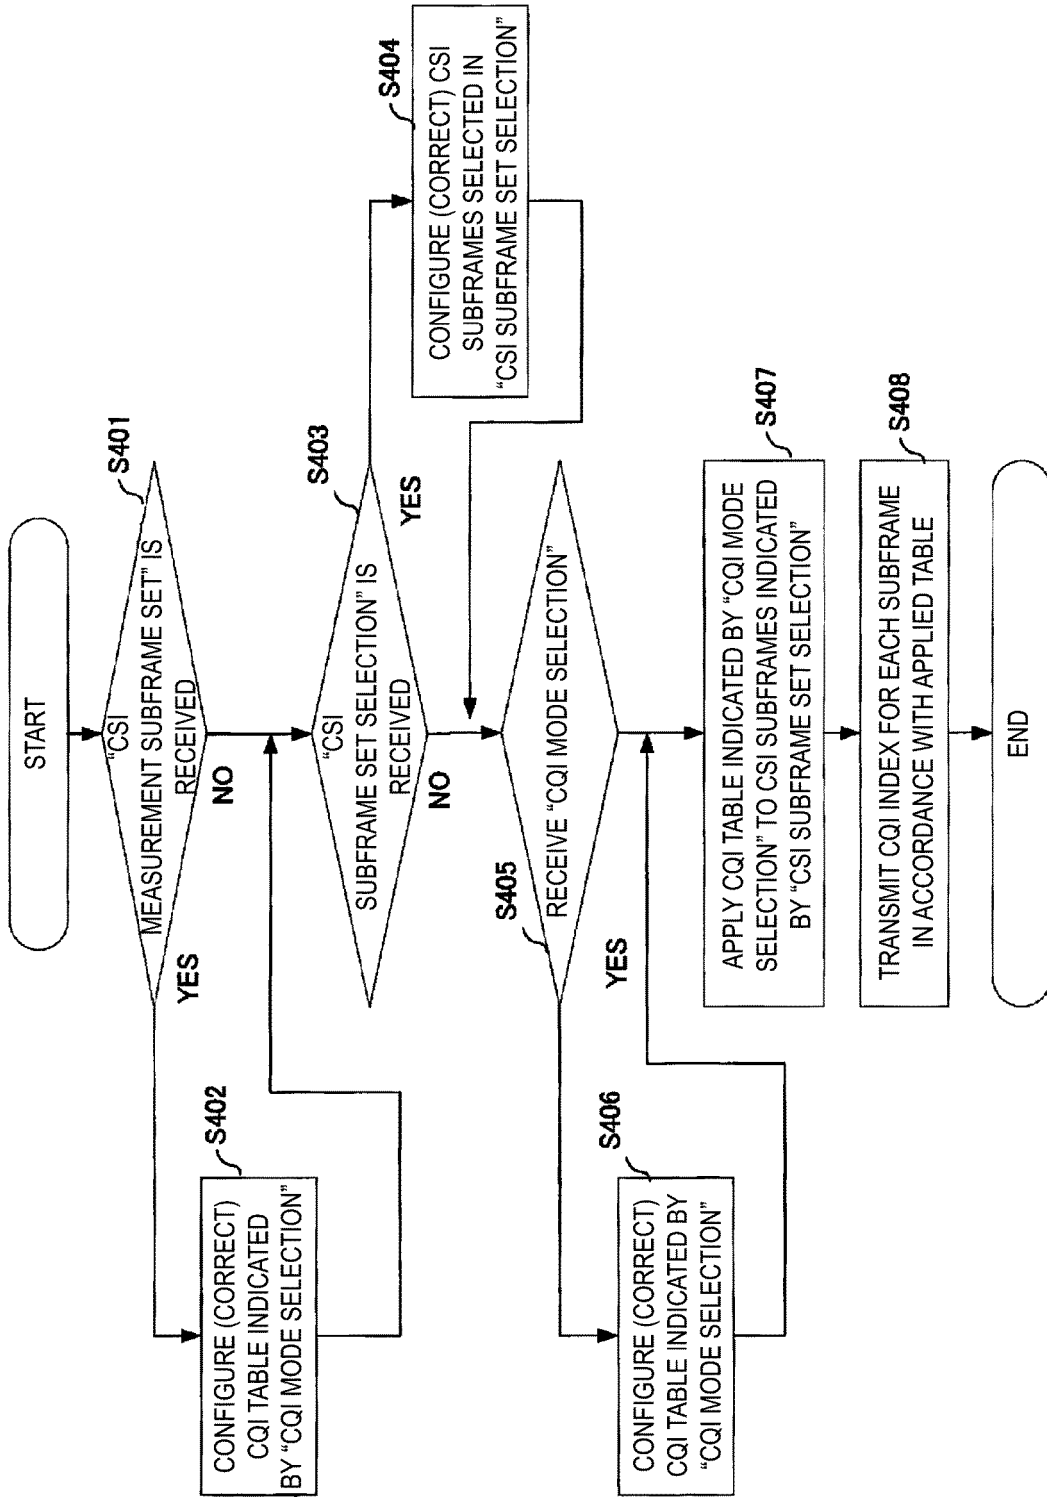 START
S401
"CSI
MEASUREMENT SUBFRAME SET" IS
RECEIVED
YES
NO
S402
CONFIGURE (CORRECT)
CQI TABLE INDICATED
BY "CQI MODE SELECTION"
S403
"CSI
SUBFRAME SET SELECTION" IS
RECEIVED
YES
NO
S404
CONFIGURE (CORRECT) CSI
SUBFRAMES SELECTED IN
"CSI SUBFRAME SET SELECTION"
S405
RECEIVE "CQI MODE SELECTION"
YES
S406
CONFIGURE (CORRECT)
CQI TABLE INDICATED BY
"CQI MODE SELECTION"
S407
APPLY CQI TABLE INDICATED BY "CQI MODE
SELECTION" TO CSI SUBFRAMES INDICATED
BY "CSI SUBFRAME SET SELECTION"
S408
TRANSMIT CQI INDEX FOR EACH SUBFRAME
IN ACCORDANCE WITH APPLIED TABLE
END